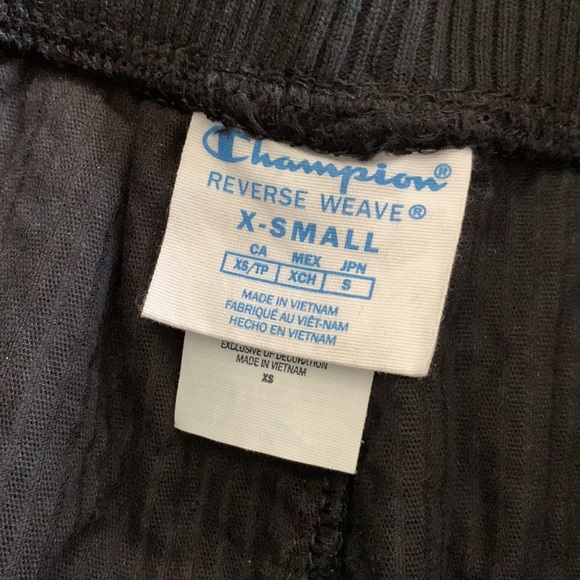 Champion®
REVERSE WEAVE®
X-SMALL
CA MEX JPN
XS/TP XCH S
MADE IN VIETNAM
FABRIQUÉ AU VIÊT-NAM
HECHO EN VIETNAM
EXCLUSIVE OF DECORATION
MADE IN VIETNAM
XS